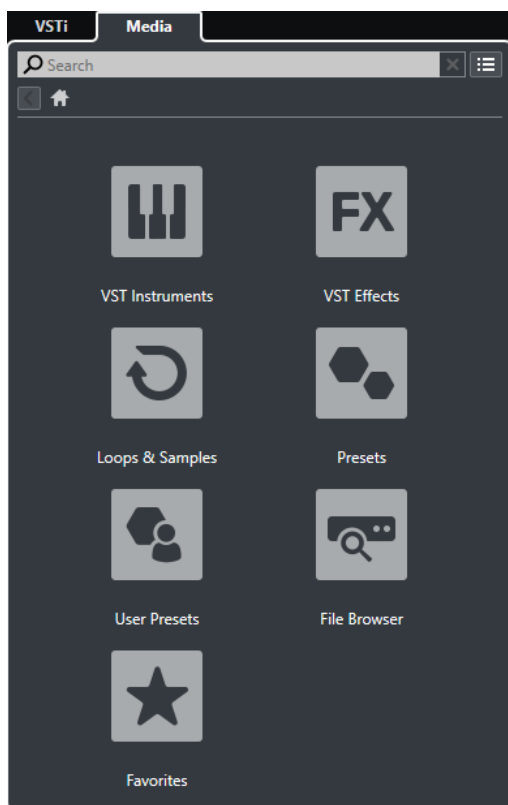 VSTi Media
Search
FX
VST Instruments VST Effects
Loops & Samples Presets
User Presets File Browser
Favorites